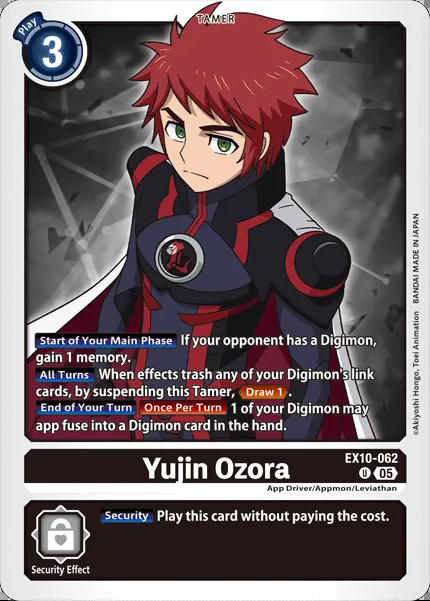 TAMER
Play
3
Start of Your Main Phase If your opponent has a Digimon,
gain 1 memory.
All Turns When effects trash any of your Digimon's link
cards, by suspending this Tamer, Draw 1.
End of Your Turn Once Per Turn 1 of your Digimon may
app fuse into a Digimon card in the hand.
©Akiyoshi Hongo, Toei Animation BANDAI MADE IN JAPAN
EX10-062
Yujin Ozora
U 05
App Driver/Appmon/Leviathan
Security Play this card without paying the cost.
Security Effect